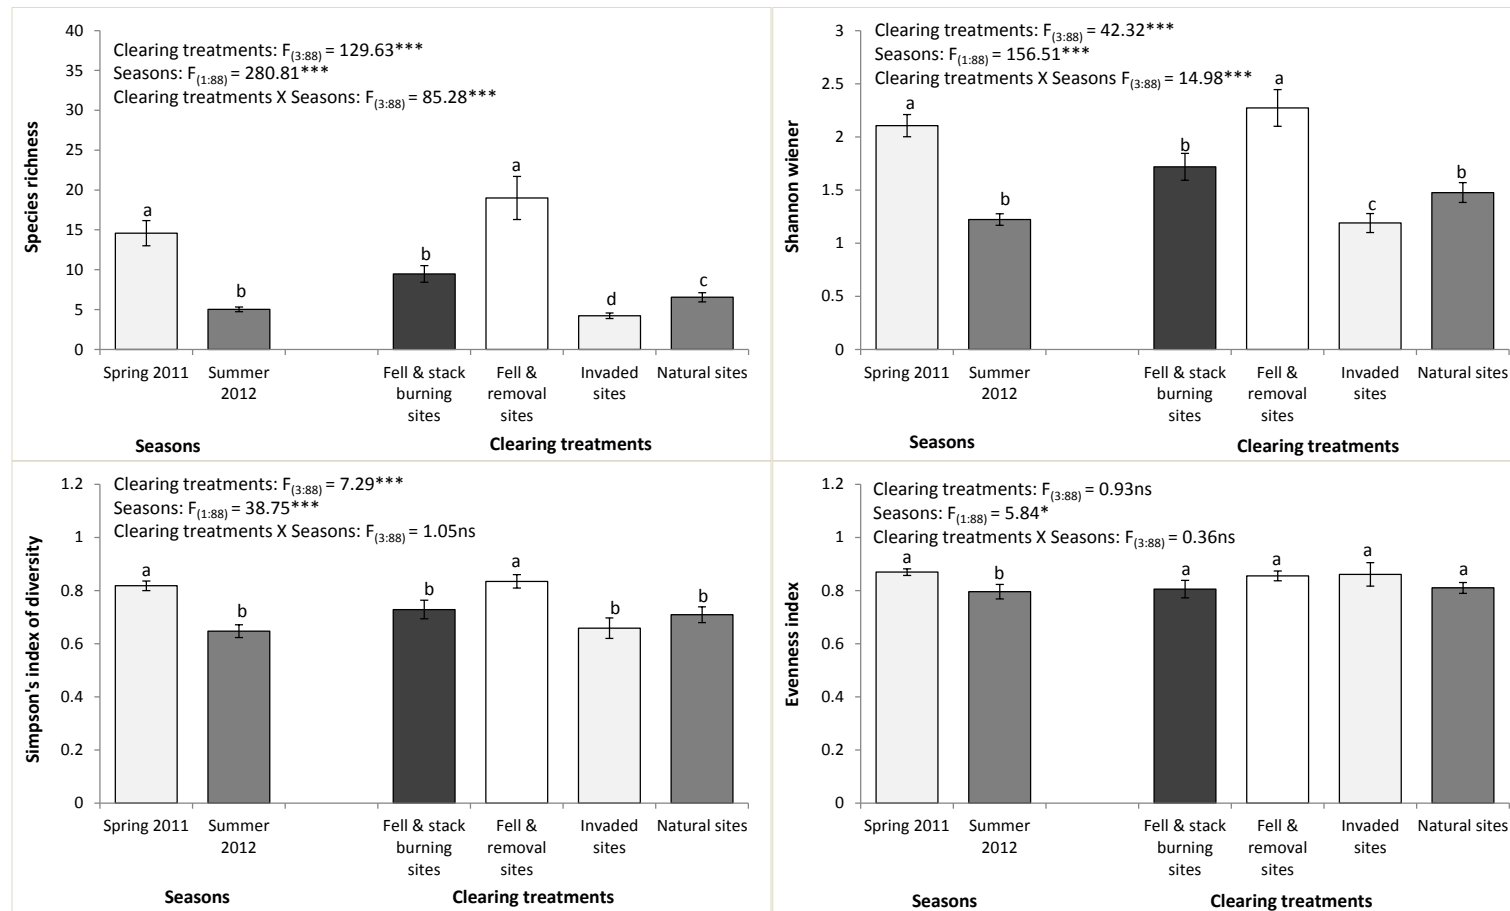 Clearing treatments: F(3:88) = 129.63***
Seasons: F(1:88) = 280.81***
Clearing treatments X Seasons: F(3:88) = 85.28***
Species richness
40
35
30
25
20
15
10
5
0
a
b
b
a
d
c
Spring 2011
Summer
2012
Fell & stack
burning
sites
Fell &
removal
sites
Invaded
sites
Natural sites
Seasons
Clearing treatments
Clearing treatments: F(3:88) = 42.32***
Seasons: F(1:88) = 156.51***
Clearing treatments X Seasons F(3:88) = 14.98***
Shannon wiener
3
2.5
2
1.5
1
0.5
0
a
b
b
a
c
b
Spring 2011
Summer
2012
Fell & stack
burning
sites
Fell &
removal
sites
Invaded
sites
Natural sites
Seasons
Clearing treatments
Clearing treatments: F(3:88) = 7.29***
Seasons: F(1:88) = 38.75***
Clearing treatments X Seasons: F(3:88) = 1.05ns
Simpson's index of diversity
1.2
1
0.8
0.6
0.4
0.2
0
a
b
b
a
b
b
Spring 2011
Summer
2012
Fell & stack
burning
sites
Fell &
removal
sites
Invaded
sites
Natural sites
Seasons
Clearing treatments
Clearing treatments: F(3:88) = 0.93ns
Seasons: F(1:88) = 5.84*
Clearing treatments X Seasons: F(3:88) = 0.36ns
Evenness index
1.2
1
0.8
0.6
0.4
0.2
0
a
b
a
a
a
a
Spring 2011
Summer
2012
Fell & stack
burning
sites
Fell &
removal
sites
Invaded
sites
Natural sites
Seasons
Clearing treatments